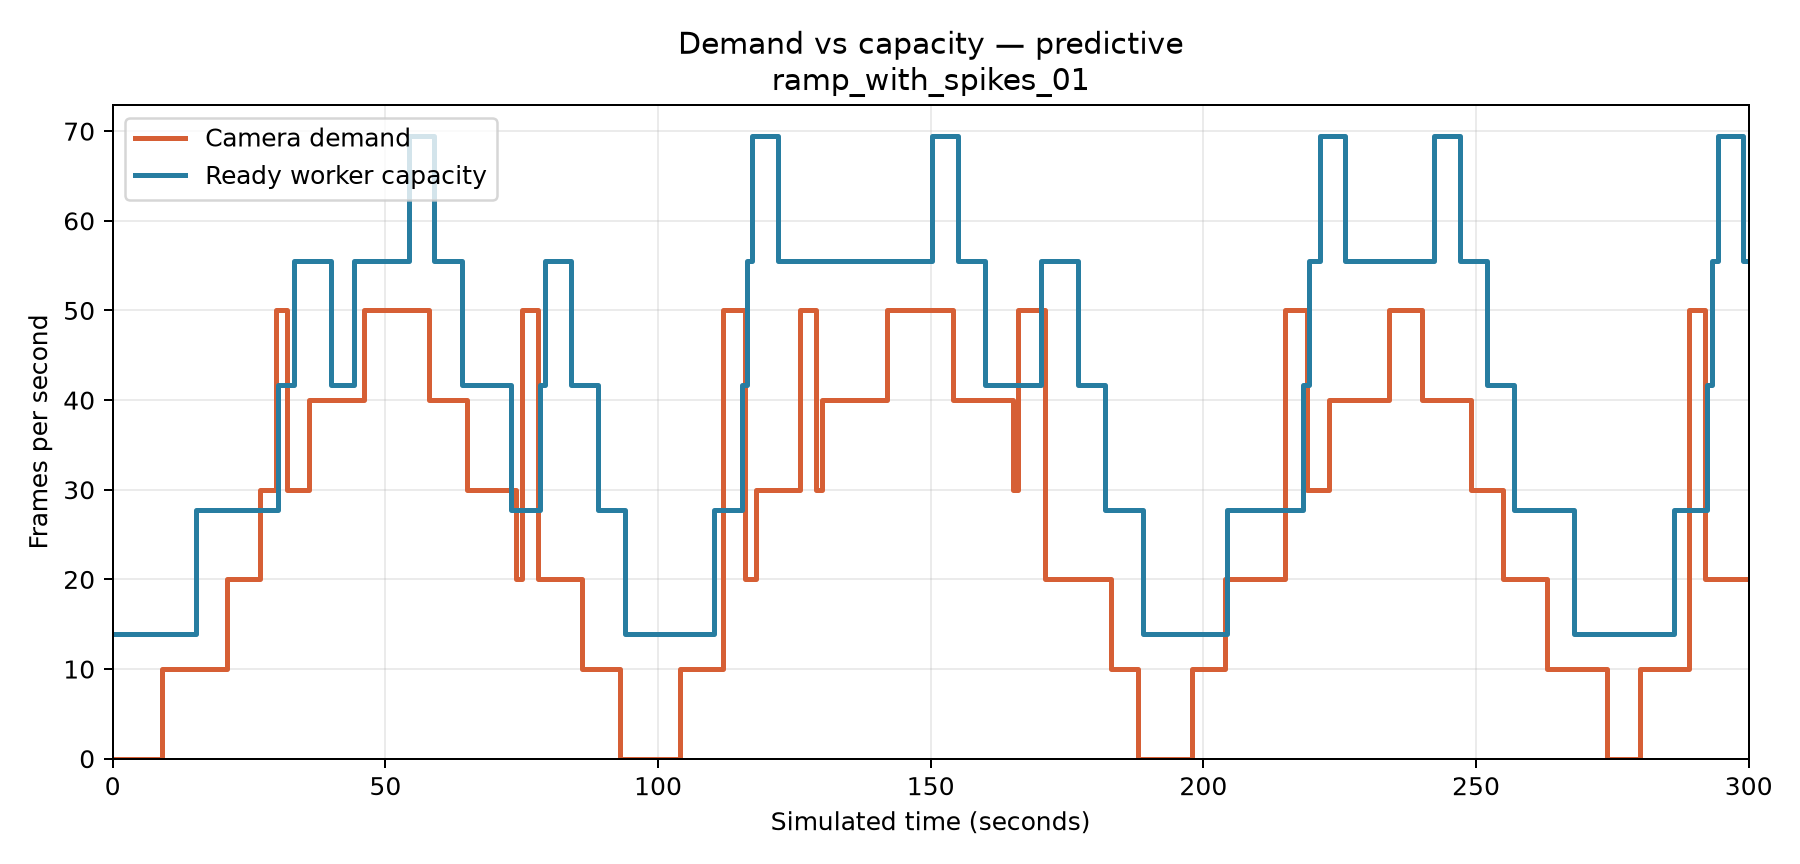 Demand vs capacity — predictive
ramp_with_spikes_01
Camera demand
Ready worker capacity
Frames per second
70
60
50
40
30
20
10
0
0 50 100 150 200 250 300
Simulated time (seconds)